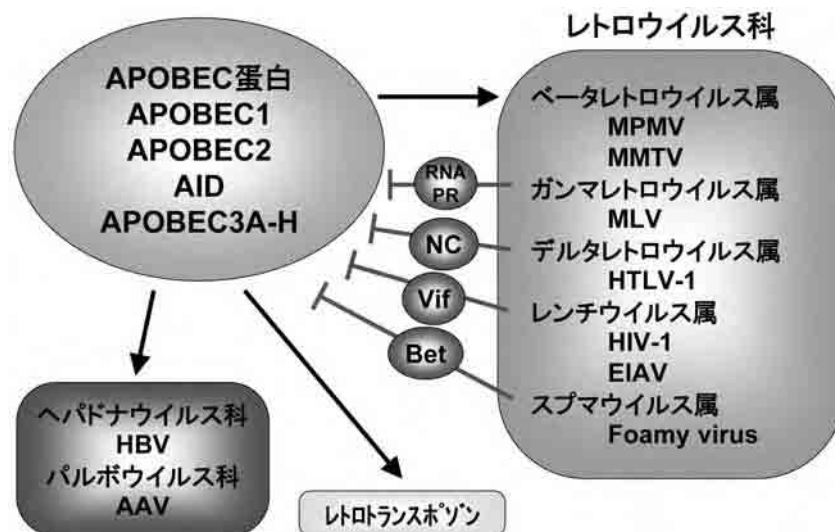 レトロウイルス科
APOBEC蛋白
APOBEC1
APOBEC2
AID
APOBEC3A-H
ベータレトロウイルス属
MPMV
MMTV
RNA
PR
ガンマレトロウイルス属
MLV
NC
デルタレトロウイルス属
HTLV-1
Vif
レンチウイルス属
HIV-1
EIAV
Bet
スプマウイルス属
Foamy virus
ヘパドナウイルス科
HBV
パルボウイルス科
AAV
レトロトランスポゾン